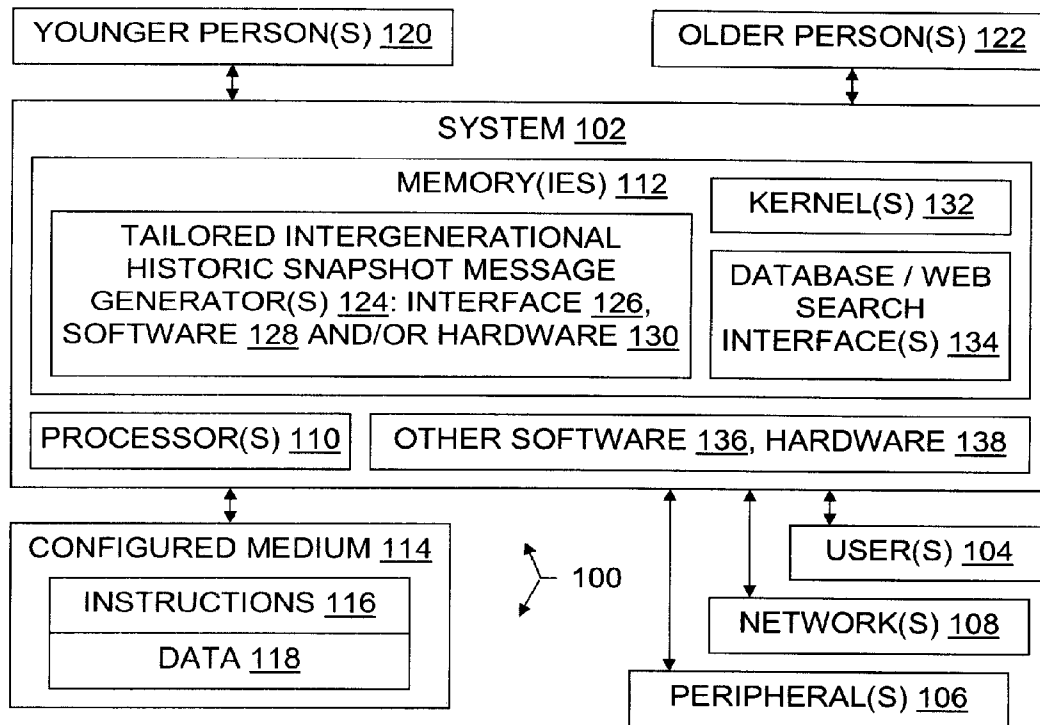 YOUNGER PERSON(S) 120
OLDER PERSON(S) 122
SYSTEM 102
MEMORY(IES) 112
TAILORED INTERGENERATIONAL
HISTORIC SNAPSHOT MESSAGE
GENERATOR(S) 124: INTERFACE 126,
SOFTWARE 128 AND/OR HARDWARE 130
KERNEL(S) 132
DATABASE / WEB
SEARCH
INTERFACE(S) 134
PROCESSOR(S) 110
OTHER SOFTWARE 136, HARDWARE 138
CONFIGURED MEDIUM 114
INSTRUCTIONS 116
DATA 118
100
USER(S) 104
NETWORK(S) 108
PERIPHERAL(S) 106